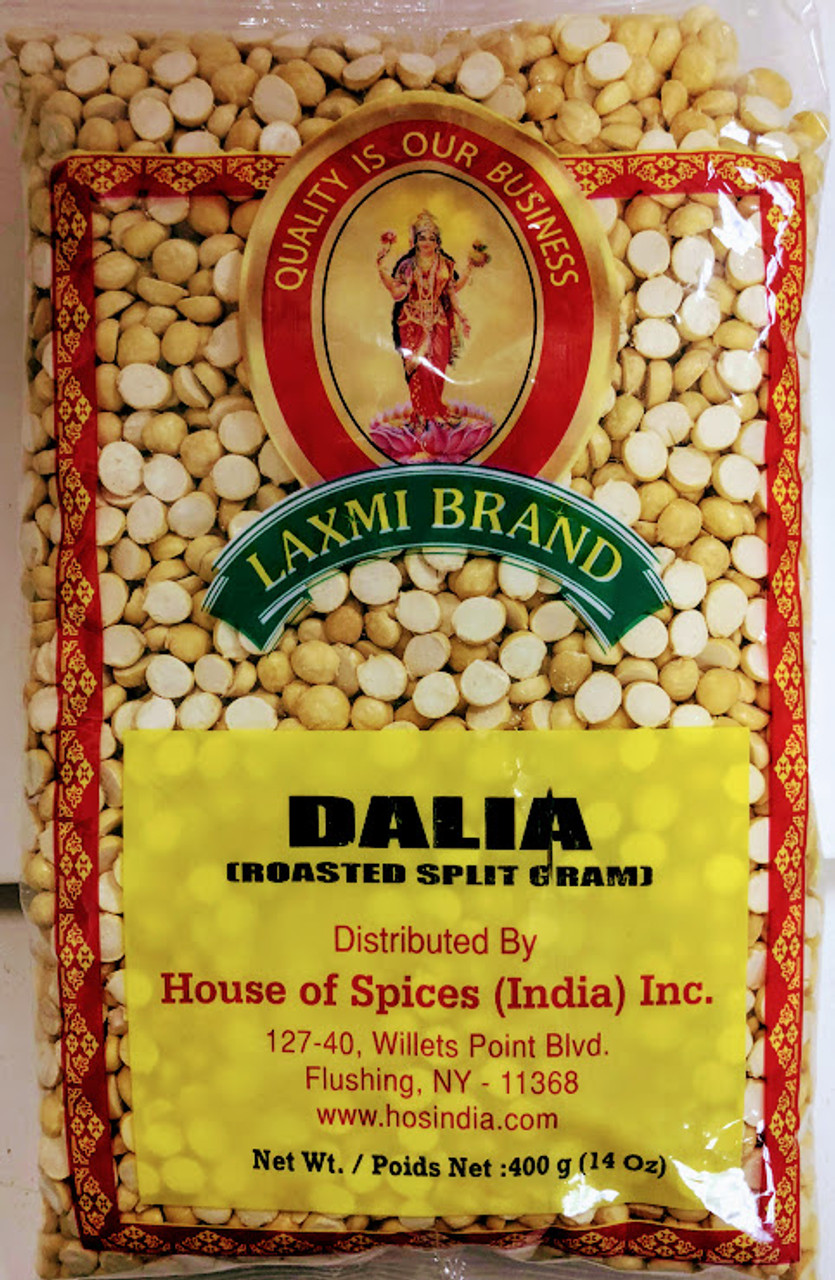 QUALITY IS OUR BUSINESS
LAXMI BRAND
DALIA
(ROASTED SPLIT GRAM)
Distributed By
House of Spices (India) Inc.
127-40, Willets Point Blvd.
Flushing, NY - 11368
www.hosindia.com
Net Wt. / Poids Net :400 g (14 Oz)